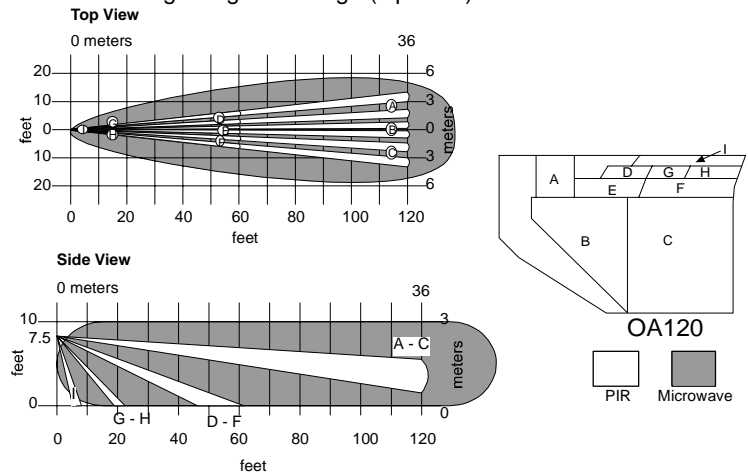 Top View
0 meters 36
20 6
10 3
0 0
10 3
20 6
feet
meters
A
G
D
I
E
B
H
F
C
0 20 40 60 80 100 120
feet
Side View
0 meters 36
10 3
7.5
0 0
feet
meters
A - C
I
G - H D - F
0 20 40 60 80 100 120
feet
I
A D G H
E F
B C
OA120
PIR Microwave